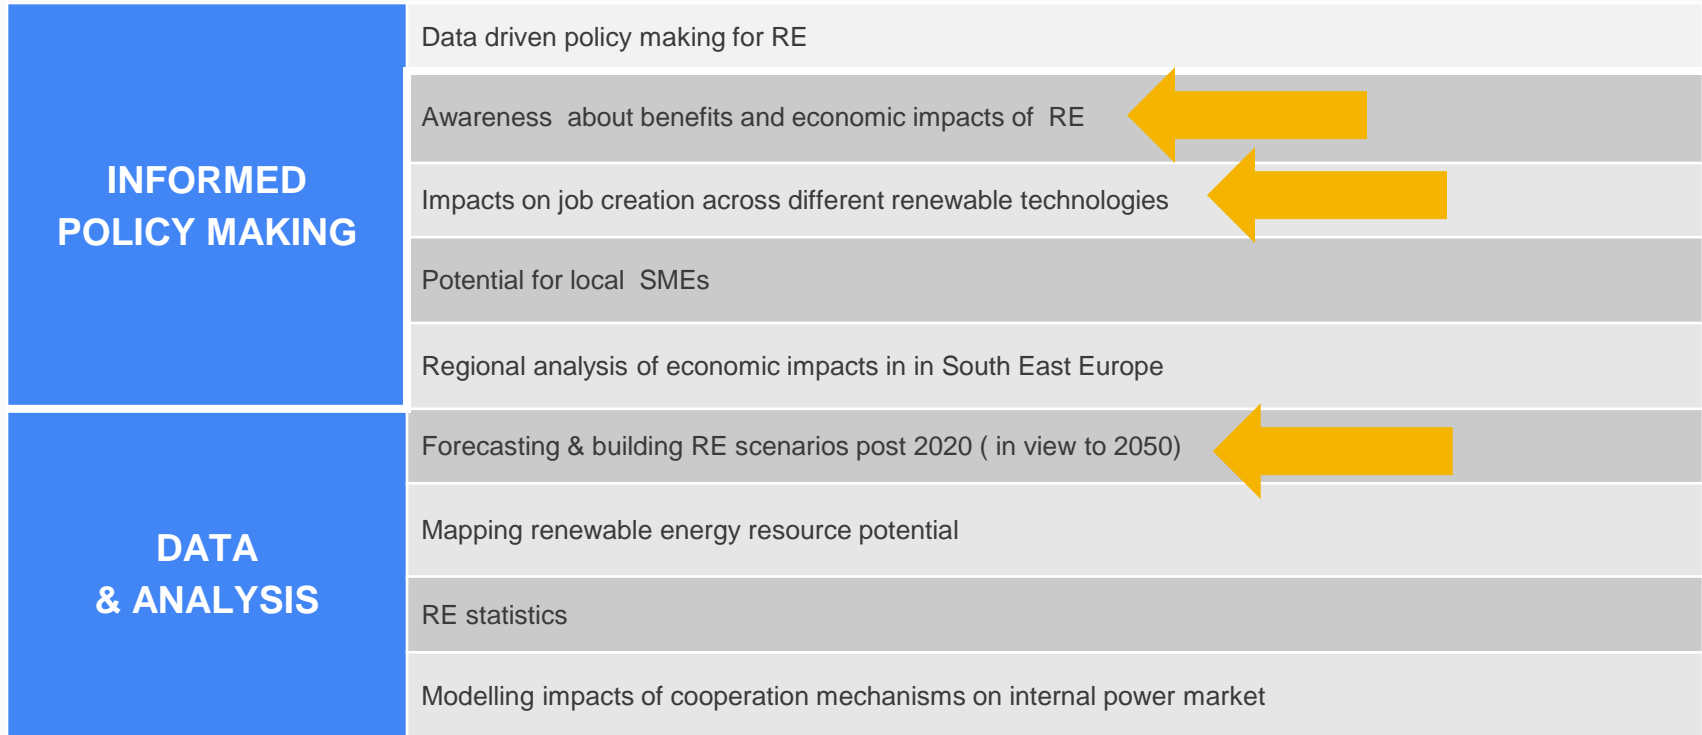 INFORMED
POLICY MAKING
Data driven policy making for RE
Awareness  about benefits and economic impacts of  RE
Impacts on job creation across different renewable technologies
Potential for local  SMEs
Regional analysis of economic impacts in in South East Europe
DATA
& ANALYSIS
Forecasting & building RE scenarios post 2020 ( in view to 2050)
Mapping renewable energy resource potential
RE statistics
Modelling impacts of cooperation mechanisms on internal power market